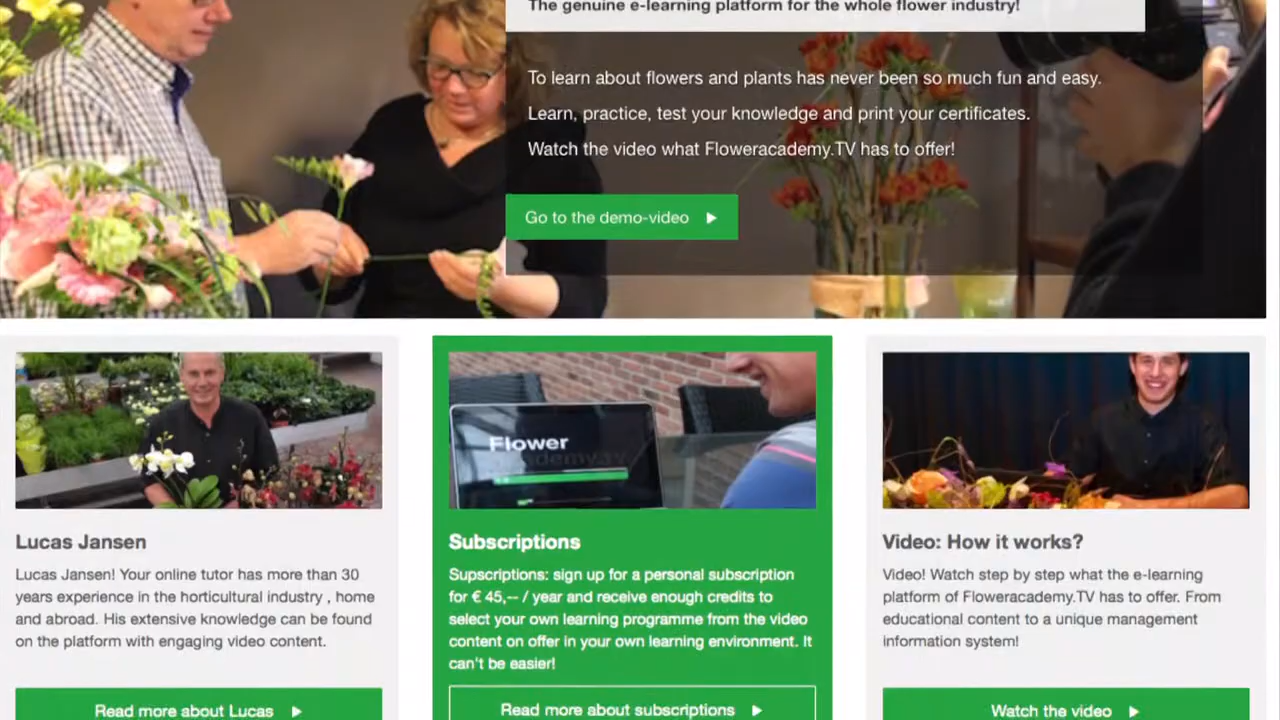 The genuine e-learning platform for the whole flower industry!
To learn about flowers and plants has never been so much fun and easy.
Learn, practice, test your knowledge and print your certificates.
Watch the video what Floweracademy.TV has to offer!
Go to the demo-video
Flower
Lucas Jansen
Lucas Jansen! Your online tutor has more than 30
years experience in the horticultural industry , home
and abroad. His extensive knowledge can be found
on the platform with engaging video content.
Read more about Lucas
Subscriptions
Supscriptions: sign up for a personal subscription
for € 45,-- / year and receive enough credits to
select your own learning programme from the video
content on offer in your own learning environment. It
can't be easier!
Read more about subscriptions
Video: How it works?
Video! Watch step by step what the e-learning
platform of Floweracademy.TV has to offer. From
educational content to a unique management
information system!
Watch the video